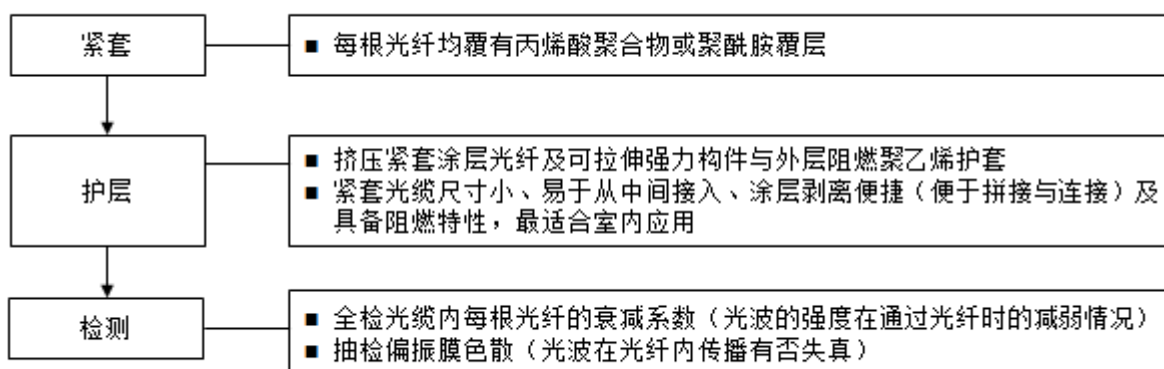 紧套
■ 每根光纤均覆有丙烯酸聚合物或聚酰胺覆层
护层
■ 挤压紧套涂层光纤及可拉伸强力构件与外层阻燃聚乙烯护套
■ 紧套光缆尺寸小、易于从中间接入、涂层剥离便捷（便于拼接与连接）及
具备阻燃特性，最适合室内应用
检测
■ 全检光缆内每根光纤的衰减系数（光波的强度在通过光纤时的减弱情况）
■ 抽检偏振膜色散（光波在光纤内传播有否失真）